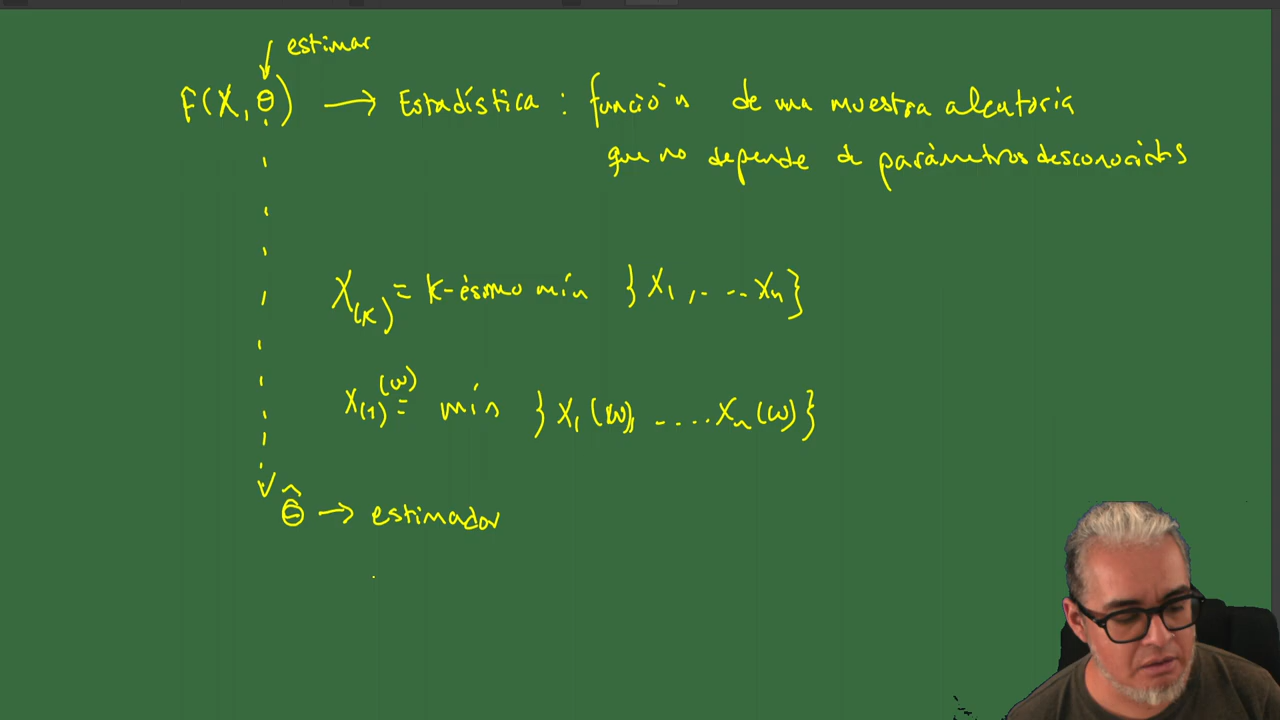 estimar
F(X, θ) → Estadística : función de una muestra aleatoria
que no depende de parámetros desconocidos
X(k) = k-ésimo mín {X1, .... Xn}
X(1)(ω) = mín {X1(ω), ..... Xn(ω)}
θ̂ → estimador